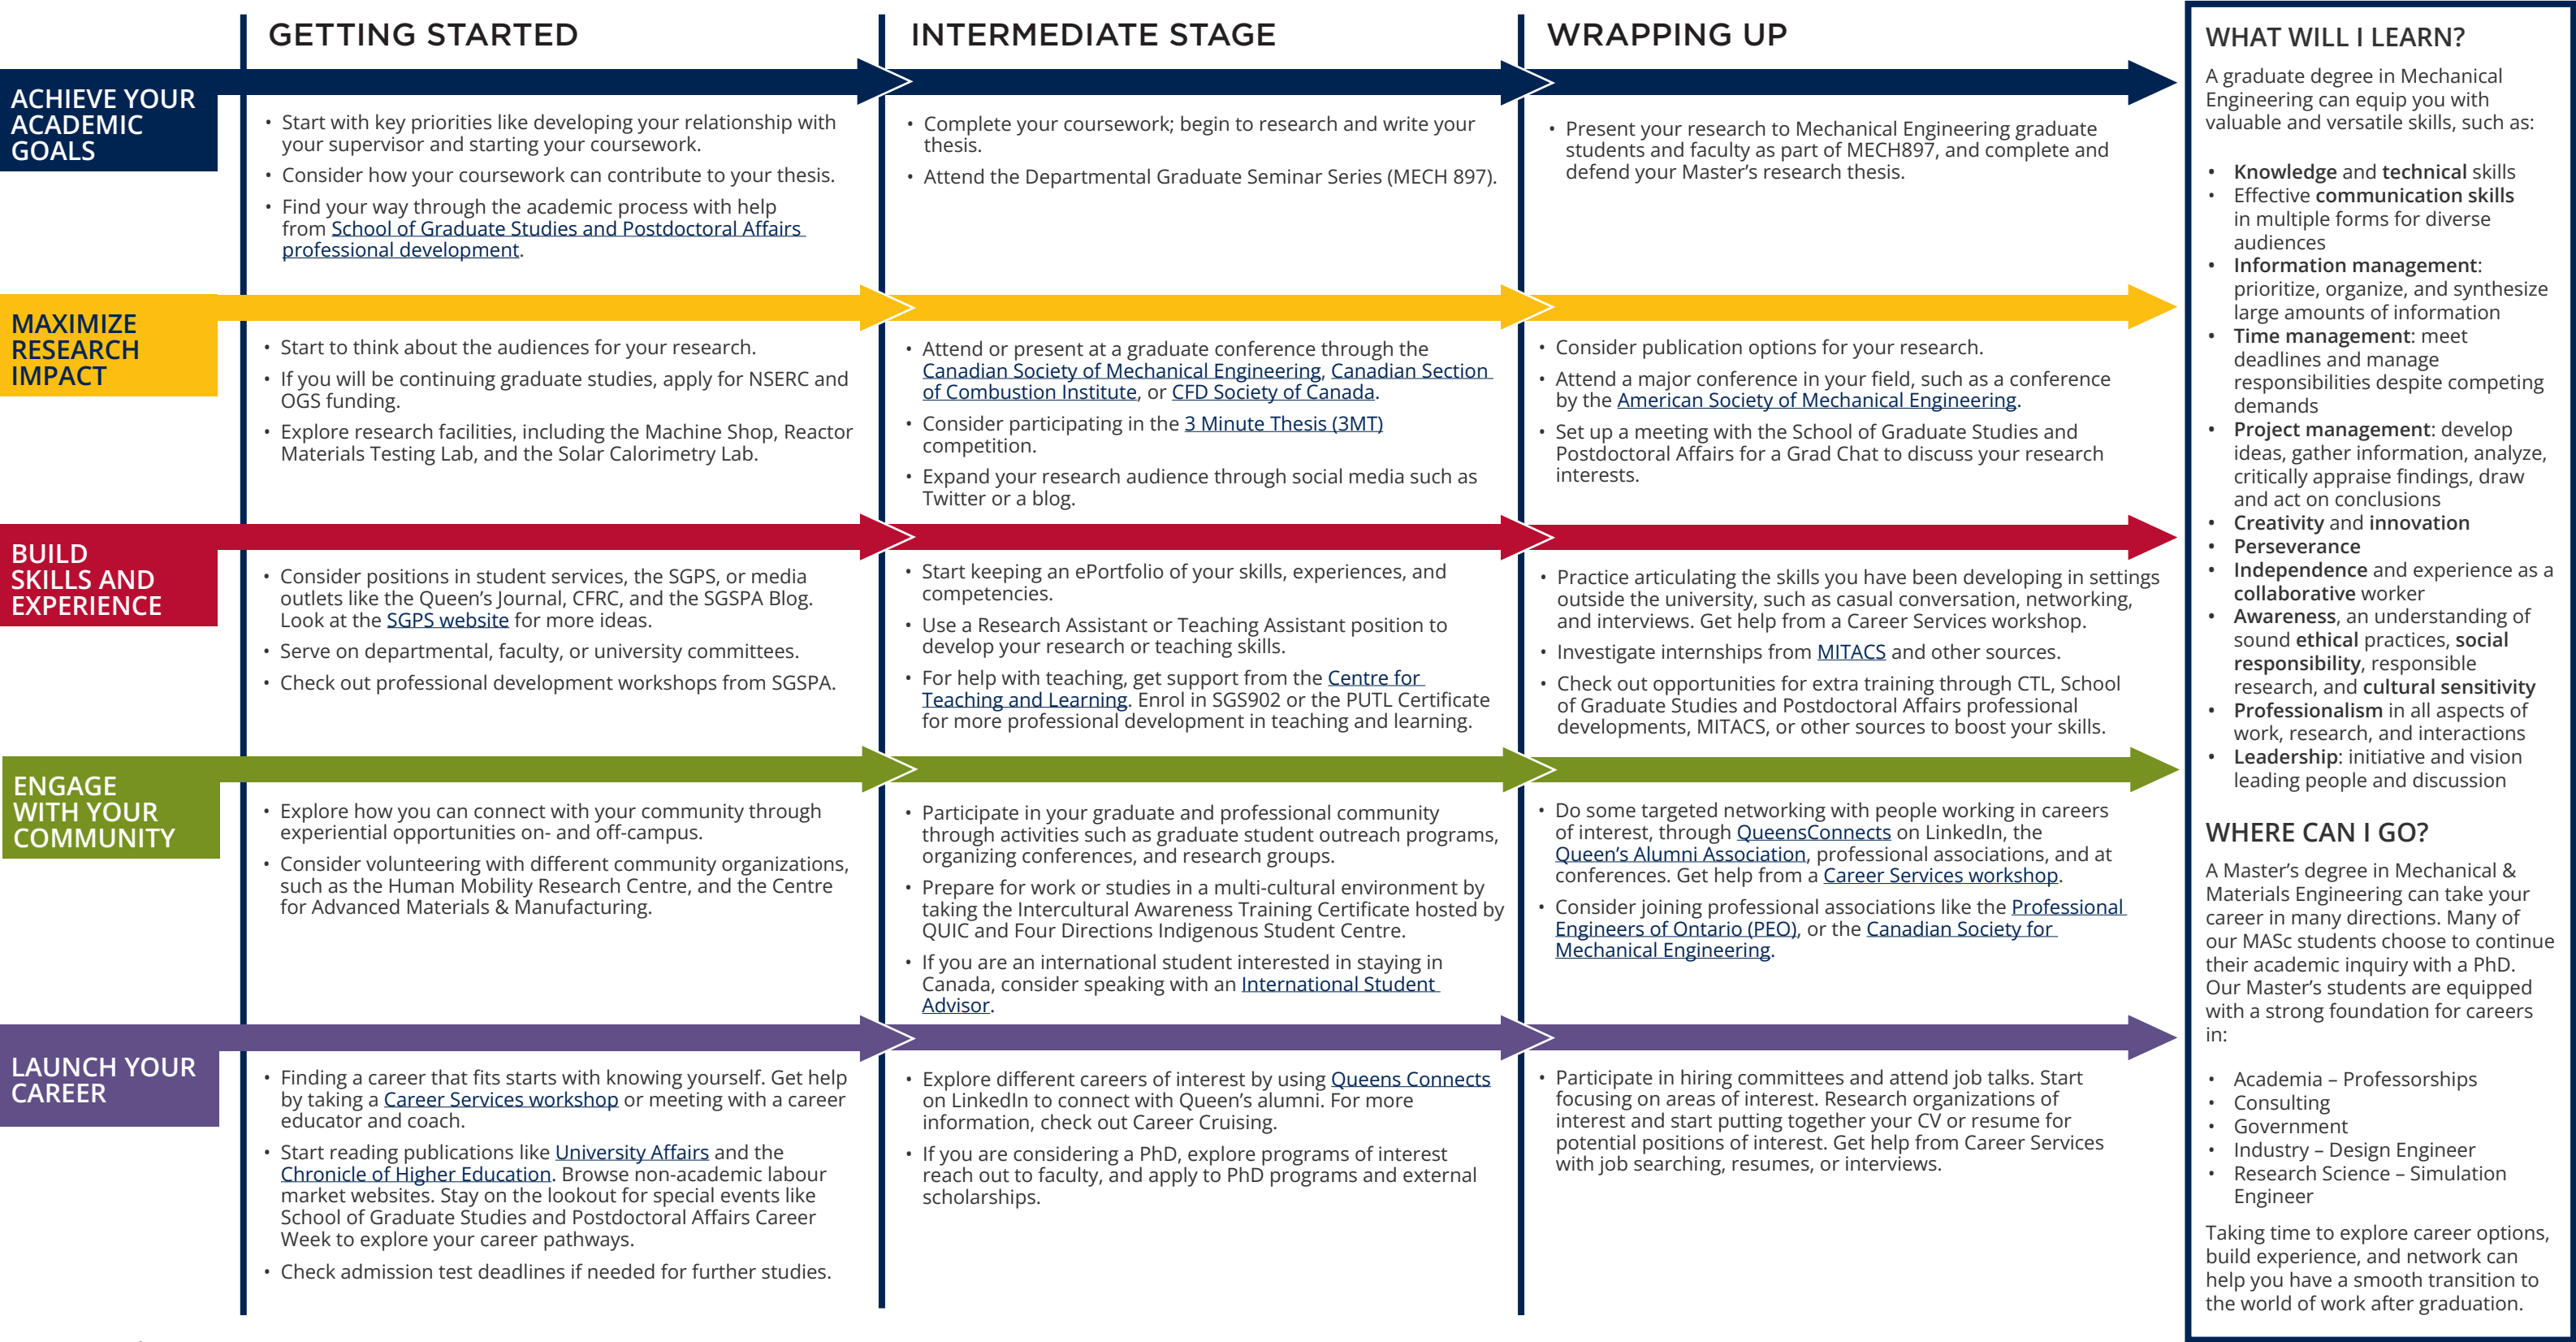 GETTING STARTED
INTERMEDIATE STAGE
WRAPPING UP
ACHIEVE YOUR
ACADEMIC
GOALS
• Start with key priorities like developing your relationship with
your supervisor and starting your coursework.
• Consider how your coursework can contribute to your thesis.
• Find your way through the academic process with help
from School of Graduate Studies and Postdoctoral Affairs
professional development.
• Complete your coursework; begin to research and write your
thesis.
• Attend the Departmental Graduate Seminar Series (MECH 897).
• Present your research to Mechanical Engineering graduate
students and faculty as part of MECH897, and complete and
defend your Master’s research thesis.
MAXIMIZE
RESEARCH
IMPACT
• Start to think about the audiences for your research.
• If you will be continuing graduate studies, apply for NSERC and
OGS funding.
• Explore research facilities, including the Machine Shop, Reactor
Materials Testing Lab, and the Solar Calorimetry Lab.
• Attend or present at a graduate conference through the
Canadian Society of Mechanical Engineering, Canadian Section
of Combustion Institute, or CFD Society of Canada.
• Consider participating in the 3 Minute Thesis (3MT)
competition.
• Expand your research audience through social media such as
Twitter or a blog.
• Consider publication options for your research.
• Attend a major conference in your field, such as a conference
by the American Society of Mechanical Engineering.
• Set up a meeting with the School of Graduate Studies and
Postdoctoral Affairs for a Grad Chat to discuss your research
interests.
BUILD
SKILLS AND
EXPERIENCE
• Consider positions in student services, the SGPS, or media
outlets like the Queen’s Journal, CFRC, and the SGSPA Blog.
Look at the SGPS website for more ideas.
• Serve on departmental, faculty, or university committees.
• Check out professional development workshops from SGSPA.
• Start keeping an ePortfolio of your skills, experiences, and
competencies.
• Use a Research Assistant or Teaching Assistant position to
develop your research or teaching skills.
• For help with teaching, get support from the Centre for
Teaching and Learning. Enrol in SGS902 or the PUTL Certificate
for more professional development in teaching and learning.
• Practice articulating the skills you have been developing in settings
outside the university, such as casual conversation, networking,
and interviews. Get help from a Career Services workshop.
• Investigate internships from MITACS and other sources.
• Check out opportunities for extra training through CTL, School
of Graduate Studies and Postdoctoral Affairs professional
developments, MITACS, or other sources to boost your skills.
ENGAGE
WITH YOUR
COMMUNITY
• Explore how you can connect with your community through
experiential opportunities on- and off-campus.
• Consider volunteering with different community organizations,
such as the Human Mobility Research Centre, and the Centre
for Advanced Materials & Manufacturing.
• Participate in your graduate and professional community
through activities such as graduate student outreach programs,
organizing conferences, and research groups.
• Prepare for work or studies in a multi-cultural environment by
taking the Intercultural Awareness Training Certificate hosted by
QUIC and Four Directions Indigenous Student Centre.
• If you are an international student interested in staying in
Canada, consider speaking with an International Student
Advisor.
• Do some targeted networking with people working in careers
of interest, through QueensConnects on LinkedIn, the
Queen’s Alumni Association, professional associations, and at
conferences. Get help from a Career Services workshop.
• Consider joining professional associations like the Professional
Engineers of Ontario (PEO), or the Canadian Society for
Mechanical Engineering.
LAUNCH YOUR
CAREER
• Finding a career that fits starts with knowing yourself. Get help
by taking a Career Services workshop or meeting with a career
educator and coach.
• Start reading publications like University Affairs and the
Chronicle of Higher Education. Browse non-academic labour
market websites. Stay on the lookout for special events like
School of Graduate Studies and Postdoctoral Affairs Career
Week to explore your career pathways.
• Check admission test deadlines if needed for further studies.
• Explore different careers of interest by using Queens Connects
on LinkedIn to connect with Queen’s alumni. For more
information, check out Career Cruising.
• If you are considering a PhD, explore programs of interest
reach out to faculty, and apply to PhD programs and external
scholarships.
• Participate in hiring committees and attend job talks. Start
focusing on areas of interest. Research organizations of
interest and start putting together your CV or resume for
potential positions of interest. Get help from Career Services
with job searching, resumes, or interviews.
WHAT WILL I LEARN?
A graduate degree in Mechanical
Engineering can equip you with
valuable and versatile skills, such as:
• Knowledge and technical skills
• Effective communication skills
in multiple forms for diverse
audiences
• Information management:
prioritize, organize, and synthesize
large amounts of information
• Time management: meet
deadlines and manage
responsibilities despite competing
demands
• Project management: develop
ideas, gather information, analyze,
critically appraise findings, draw
and act on conclusions
• Creativity and innovation
• Perseverance
• Independence and experience as a
collaborative worker
• Awareness, an understanding of
sound ethical practices, social
responsibility, responsible
research, and cultural sensitivity
• Professionalism in all aspects of
work, research, and interactions
• Leadership: initiative and vision
leading people and discussion
WHERE CAN I GO?
A Master’s degree in Mechanical &
Materials Engineering can take your
career in many directions. Many of
our MASc students choose to continue
their academic inquiry with a PhD.
Our Master’s students are equipped
with a strong foundation for careers
in:
• Academia – Professorships
• Consulting
• Government
• Industry – Design Engineer
• Research Science – Simulation
Engineer
Taking time to explore career options,
build experience, and network can
help you have a smooth transition to
the world of work after graduation.